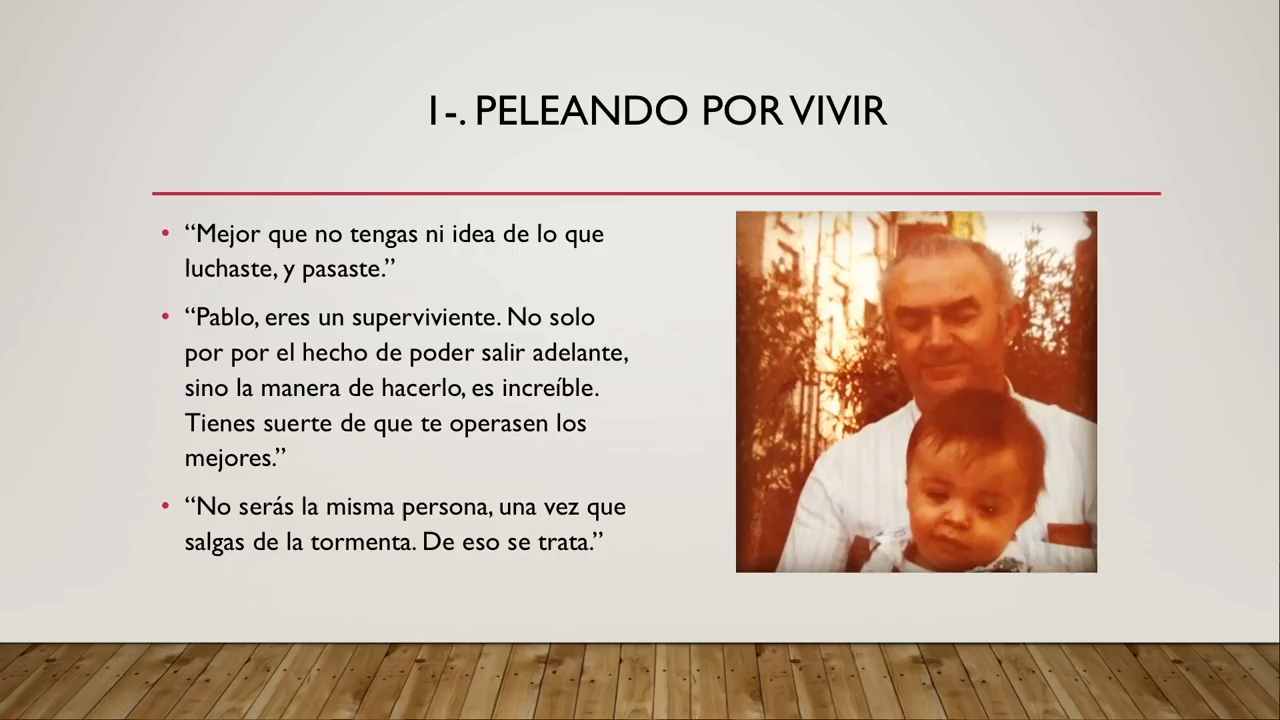 1-. PELEANDO POR VIVIR
• “Mejor que no tengas ni idea de lo que
luchaste, y pasaste.”
• “Pablo, eres un superviviente. No solo
por por el hecho de poder salir adelante,
sino la manera de hacerlo, es increíble.
Tienes suerte de que te operasen los
mejores.”
• “No serás la misma persona, una vez que
salgas de la tormenta. De eso se trata.”